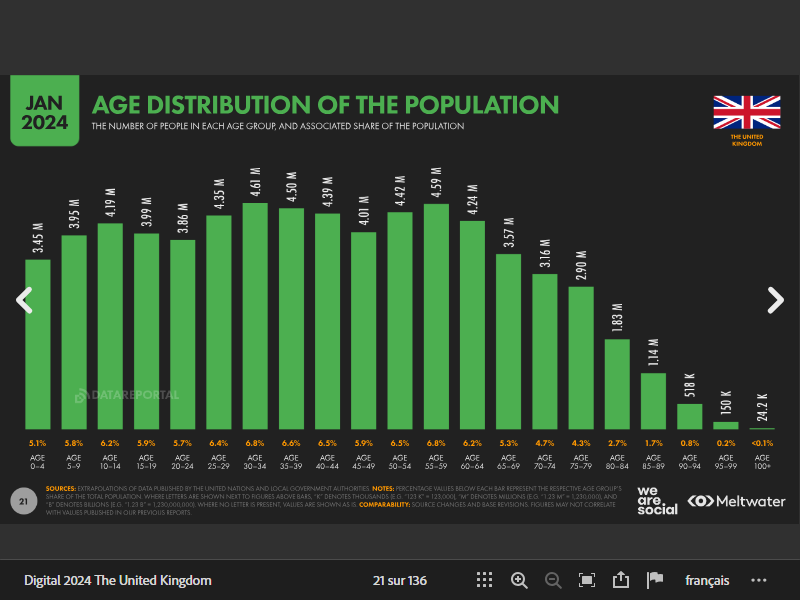 JAN
2024
AGE DISTRIBUTION OF THE POPULATION
THE NUMBER OF PEOPLE IN EACH AGE GROUP, AND ASSOCIATED SHARE OF THE POPULATION
THE UNITED
KINGDOM
3.45 M 3.95 M 4.19 M 3.99 M 3.86 M 4.35 M 4.61 M 4.50 M 4.39 M 4.01 M 4.42 M 4.59 M 4.24 M 3.57 M 3.16 M 2.90 M 1.83 M 1.14 M 518 K 150 K 24.2 K
DATAREPORTAL
5.1% 5.8% 6.2% 5.9% 5.7% 6.4% 6.8% 6.6% 6.5% 5.9% 6.5% 6.8% 6.2% 5.3% 4.7% 4.3% 2.7% 1.7% 0.8% 0.2% <0.1%
AGE AGE AGE AGE AGE AGE AGE AGE AGE AGE AGE AGE AGE AGE AGE AGE AGE AGE AGE AGE AGE
0–4 5–9 10–14 15–19 20–24 25–29 30–34 35–39 40–44 45–49 50–54 55–59 60–64 65–69 70–74 75–79 80–84 85–89 90–94 95–99 100+
21
SOURCES: EXTRAPOLATIONS OF DATA PUBLISHED BY THE UNITED NATIONS AND LOCAL GOVERNMENT AUTHORITIES. NOTES: PERCENTAGE VALUES BELOW EACH BAR REPRESENT THE RESPECTIVE AGE GROUP'S
SHARE OF THE TOTAL POPULATION. WHERE LETTERS ARE SHOWN NEXT TO FIGURES ABOVE BARS, "K" DENOTES THOUSANDS (E.G. "123 K" = 123,000), "M" DENOTES MILLIONS (E.G. "1.23 M" = 1,230,000), AND
"B" DENOTES BILLIONS (E.G. "1.23 B" = 1,230,000,000). WHERE NO LETTER IS PRESENT, VALUES ARE SHOWN AS IS. COMPARABILITY: SOURCE CHANGES AND BASE REVISIONS. FIGURES MAY NOT CORRELATE
WITH VALUES PUBLISHED IN OUR PREVIOUS REPORTS.
we
are.
social
Meltwater
Digital 2024 The United Kingdom
21 sur 136
français